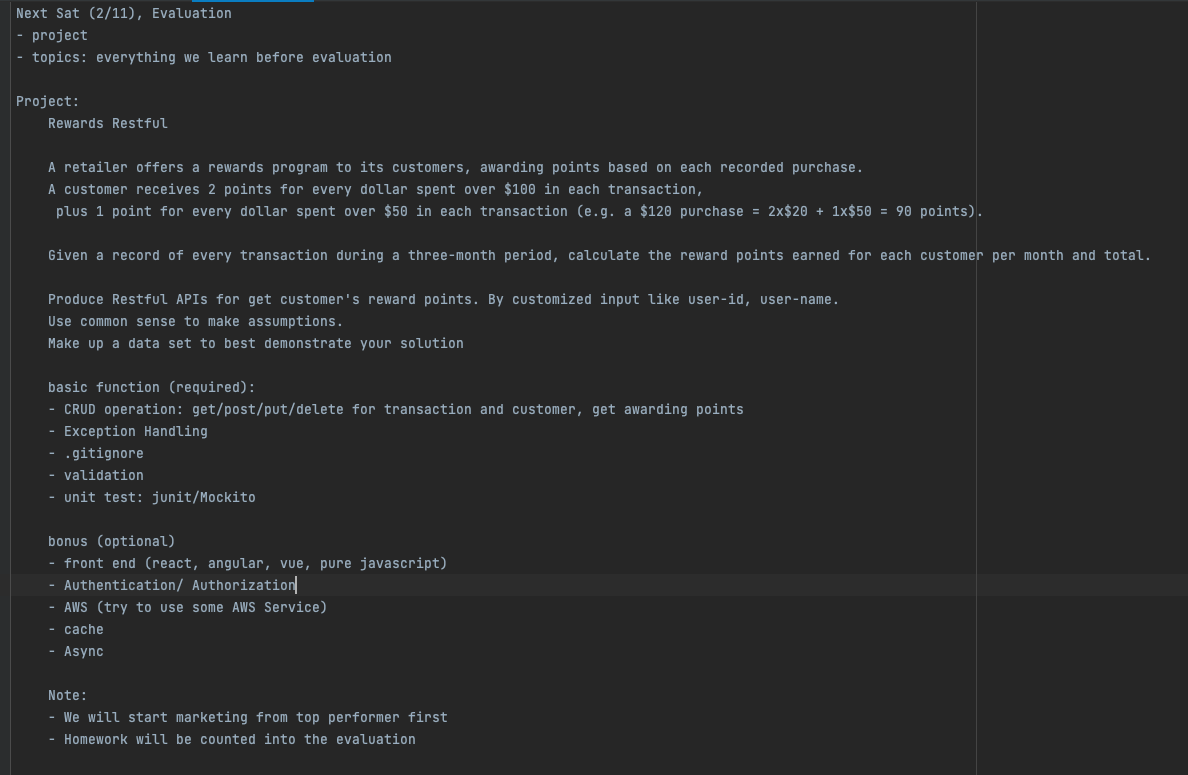 Next Sat (2/11), Evaluation
- project
- topics: everything we learn before evaluation
Project:
Rewards Restful
A retailer offers a rewards program to its customers, awarding points based on each recorded purchase.
A customer receives 2 points for every dollar spent over $100 in each transaction,
plus 1 point for every dollar spent over $50 in each transaction (e.g. a $120 purchase = 2x$20 + 1x$50 = 90 points).
Given a record of every transaction during a three-month period, calculate the reward points earned for each customer per month and total.
Produce Restful APIs for get customer's reward points. By customized input like user-id, user-name.
Use common sense to make assumptions.
Make up a data set to best demonstrate your solution
basic function (required):
- CRUD operation: get/post/put/delete for transaction and customer, get awarding points
- Exception Handling
- .gitignore
- validation
- unit test: junit/Mockito
bonus (optional)
- front end (react, angular, vue, pure javascript)
- Authentication/ Authorization
- AWS (try to use some AWS Service)
- cache
- Async
Note:
- We will start marketing from top performer first
- Homework will be counted into the evaluation